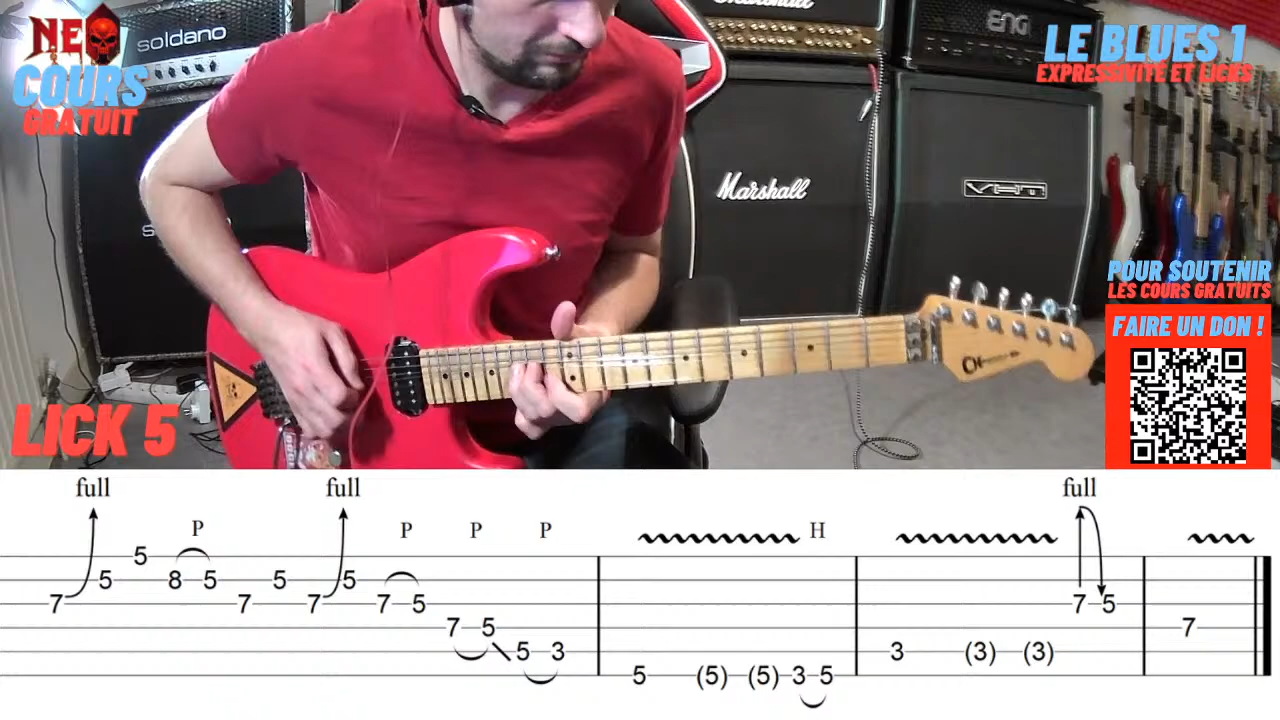 NEO
COURS
GRATUIT
soldano
Marshall
ENGL
LE BLUES 1
EXPRESSIVITÉ ET LICKS
Marshall
VHT
POUR SOUTENIR
LES COURS GRATUITS
FAIRE UN DON !
LICK 5
full full full
P P P P H
5
5 8 5 5 5
7 7 7 7 5 7 5
7 5 7
5 3 3 (3) (3)
5 (5) (5) 3 5